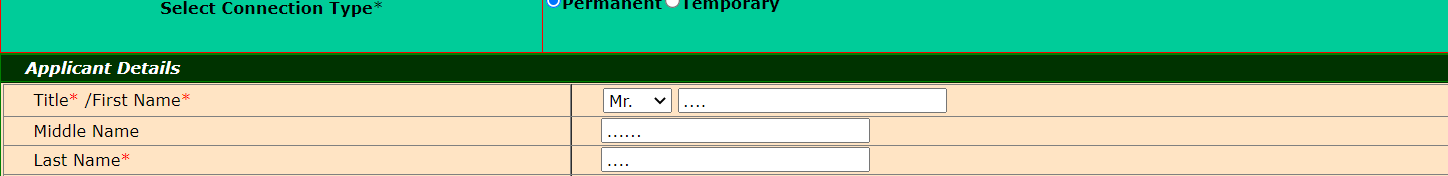 Select Connection Type* Permanent Temporary
Applicant Details
Title* /First Name* Mr. ....
Middle Name ......
Last Name* ....